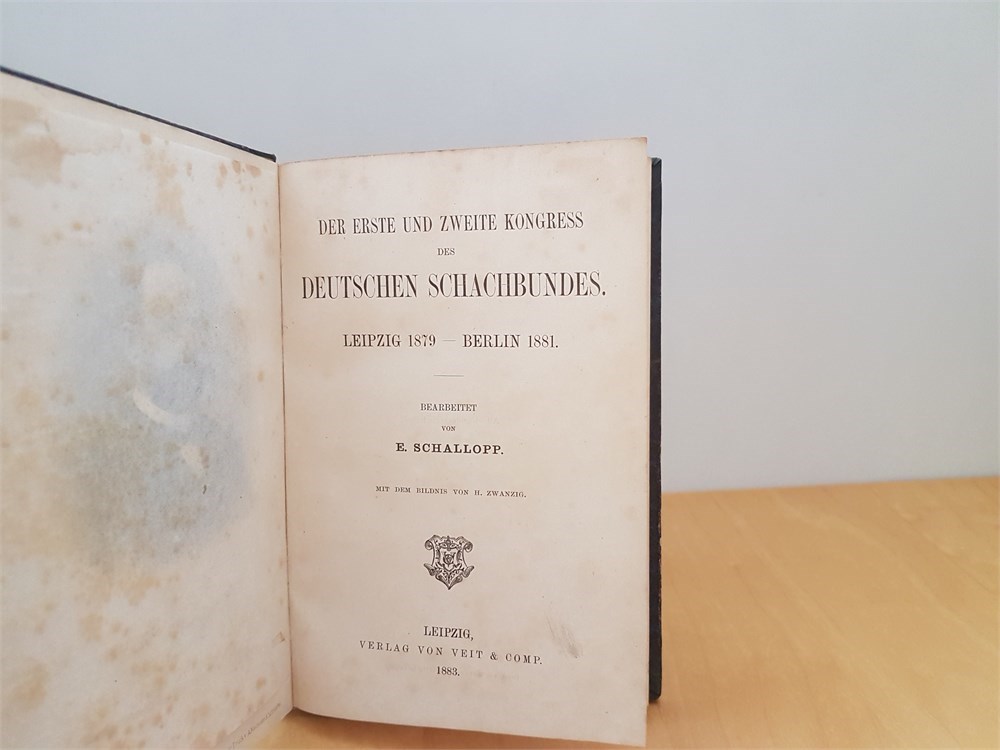 DER ERSTE UND ZWEITE KONGRESS
DES
DEUTSCHEN SCHACHBUNDES.
LEIPZIG 1879 — BERLIN 1881.
BEARBEITET
VON
E. SCHALLOPP.
MIT DEM BILDNIS VON H. ZWANZIG.
LEIPZIG,
VERLAG VON VEIT & COMP.
1883.